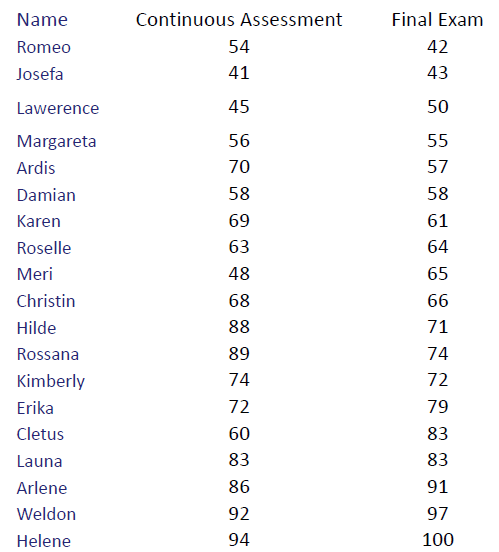 Name Continuous Assessment Final Exam
Romeo 54 42
Josefa 41 43
Lawerence 45 50
Margareta 56 55
Ardis 70 57
Damian 58 58
Karen 69 61
Roselle 63 64
Meri 48 65
Christin 68 66
Hilde 88 71
Rossana 89 74
Kimberly 74 72
Erika 72 79
Cletus 60 83
Launa 83 83
Arlene 86 91
Weldon 92 97
Helene 94 100